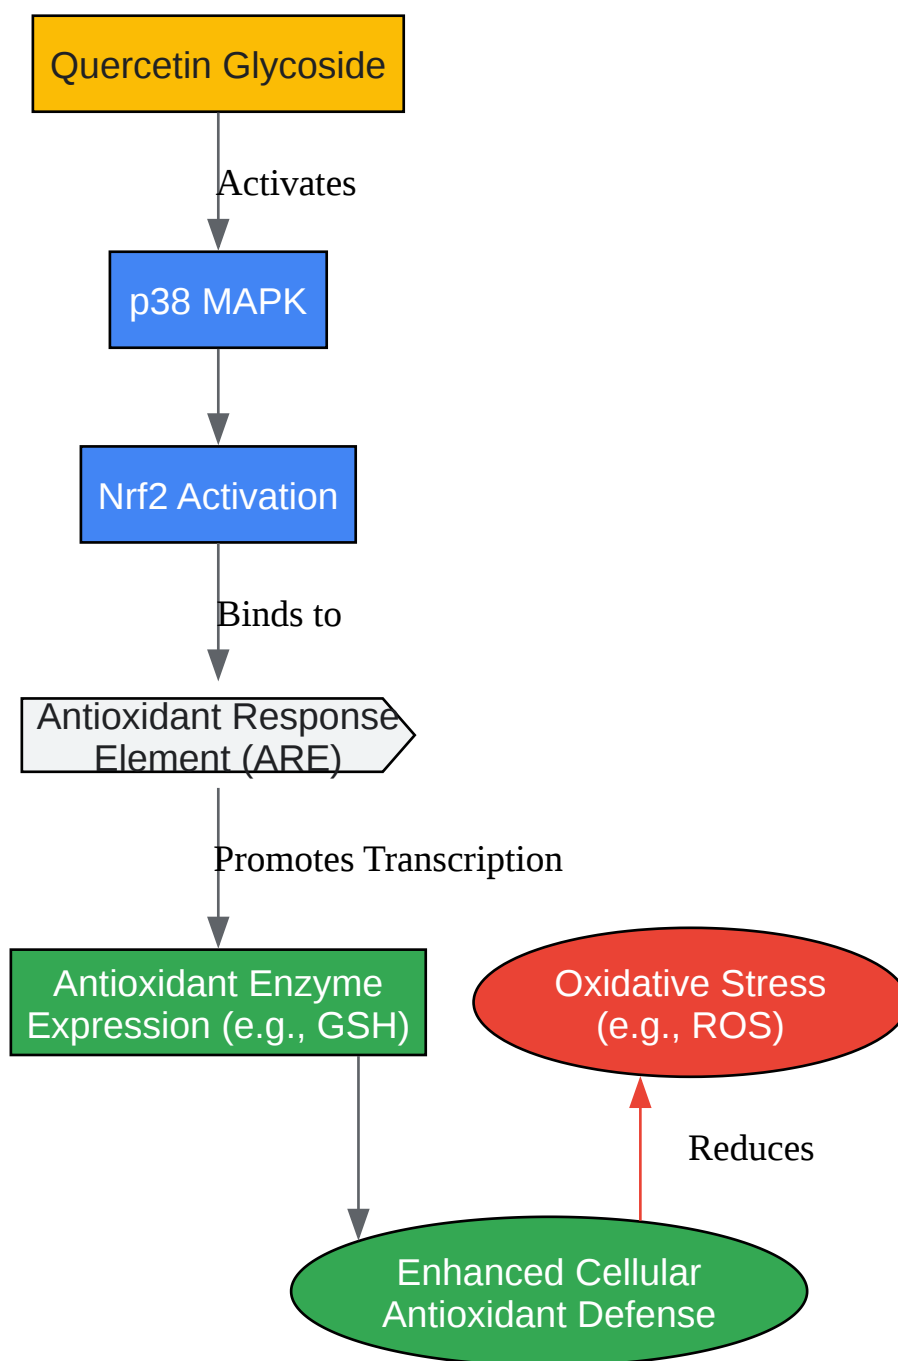 Quercetin Glycoside
Activates
p38 MAPK
Nrf2 Activation
Binds to
Antioxidant Response
Element (ARE)
Promotes Transcription
Antioxidant Enzyme
Expression (e.g., GSH)
Oxidative Stress
(e.g., ROS)
Reduces
Enhanced Cellular
Antioxidant Defense